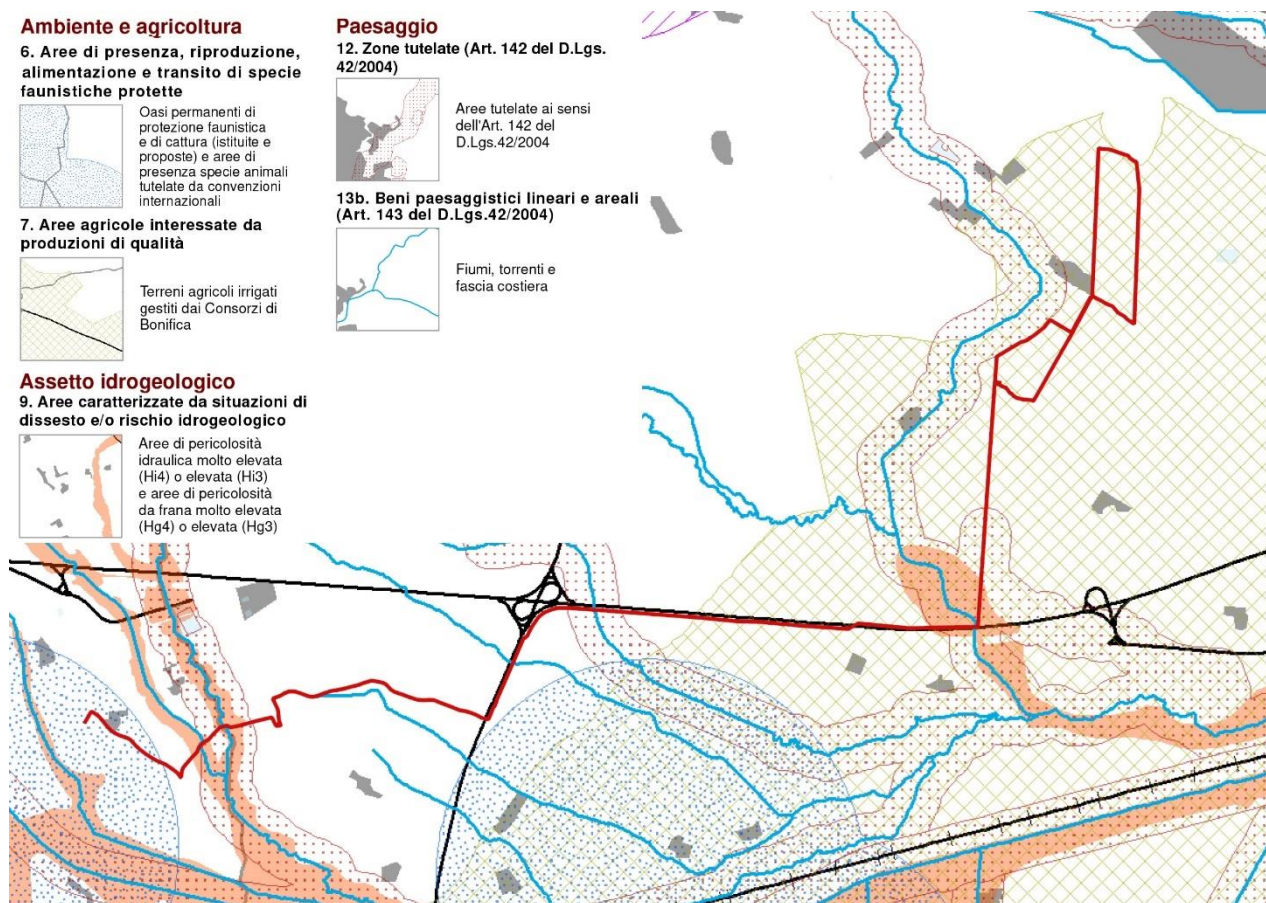 Ambiente e agricoltura
6. Aree di presenza, riproduzione,
alimentazione e transito di specie
faunistiche protette
Oasi permanenti di
protezione faunistica
e di cattura (istituite e
proposte) e aree di
presenza specie animali
tutelate da convenzioni
internazionali
7. Aree agricole interessate da
produzioni di qualità
Terreni agricoli irrigati
gestiti dai Consorzi di
Bonifica
Assetto idrogeologico
9. Aree caratterizzate da situazioni di
dissesto e/o rischio idrogeologico
Aree di pericolosità
idraulica molto elevata
(Hi4) o elevata (Hi3)
e aree di pericolosità
da frana molto elevata
(Hg4) o elevata (Hg3)
Paesaggio
12. Zone tutelate (Art. 142 del D.Lgs.
42/2004)
Aree tutelate ai sensi
dell'Art. 142 del
D.Lgs.42/2004
13b. Beni paesaggistici lineari e areali
(Art. 143 del D.Lgs.42/2004)
Fiumi, torrenti e
fascia costiera